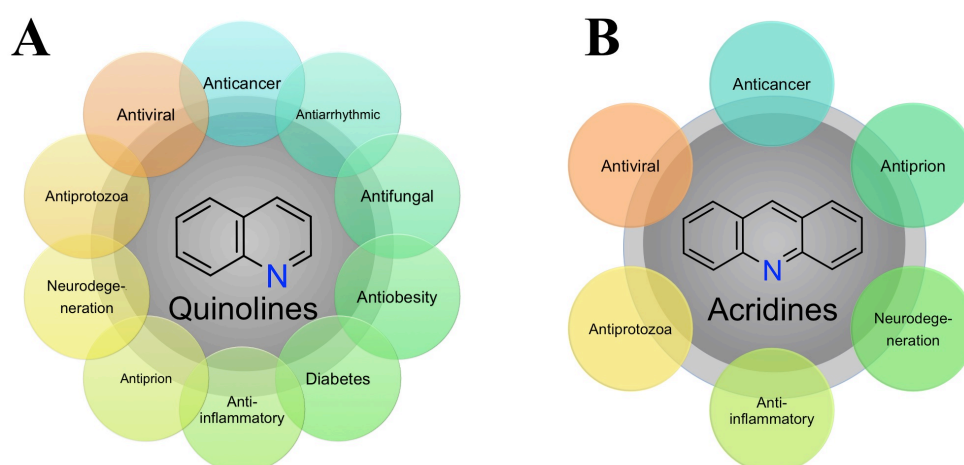 A
Anticancer
Antiviral
Antiarrhythmic
Antiprotozoa
Antifungal
Neurodege-
neration
Antiobesity
N
Quinolines
Antiprion
Diabetes
Anti-
inflammatory
B
Anticancer
Antiviral
Antiprion
N
Acridines
Antiprotozoa
Neurodege-
neration
Anti-
inflammatory